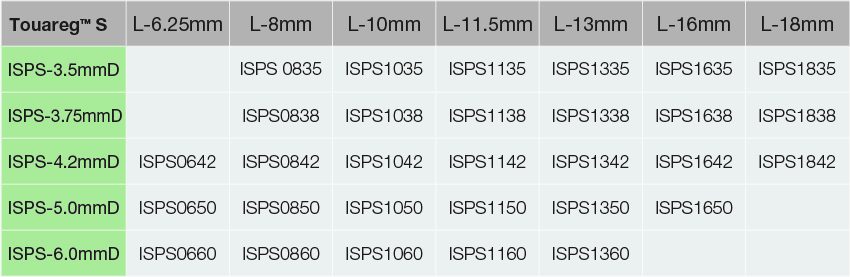 Touareg™ S L-6.25mm L-8mm L-10mm L-11.5mm L-13mm L-16mm L-18mm
ISPS-3.5mmD ISPS 0835 ISPS1035 ISPS1135 ISPS1335 ISPS1635 ISPS1835
ISPS-3.75mmD ISPS0838 ISPS1038 ISPS1138 ISPS1338 ISPS1638 ISPS1838
ISPS-4.2mmD ISPS0642 ISPS0842 ISPS1042 ISPS1142 ISPS1342 ISPS1642 ISPS1842
ISPS-5.0mmD ISPS0650 ISPS0850 ISPS1050 ISPS1150 ISPS1350 ISPS1650
ISPS-6.0mmD ISPS0660 ISPS0860 ISPS1060 ISPS1160 ISPS1360